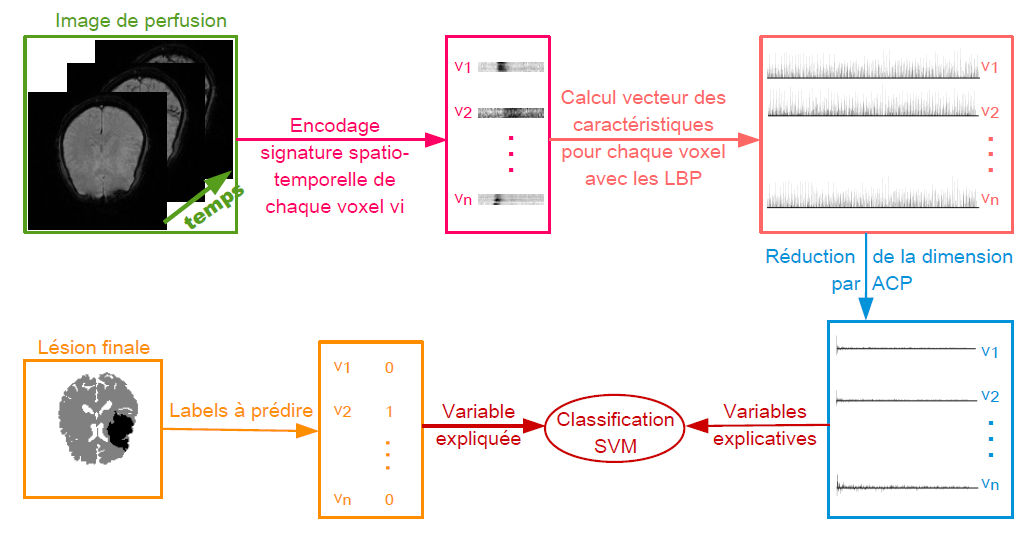 Image de perfusion
temps
Encodage
signature spatio-
temporelle de
chaque voxel vi
v1
v2
vn
Calcul vecteur des
caractéristiques
pour chaque voxel
avec les LBP
v1
v2
vn
Réduction de la dimension
par ACP
v1
v2
vn
Lésion finale
Labels à prédire
v1 0
v2 1
vn 0
Variable
expliquée
Classification
SVM
Variables
explicatives